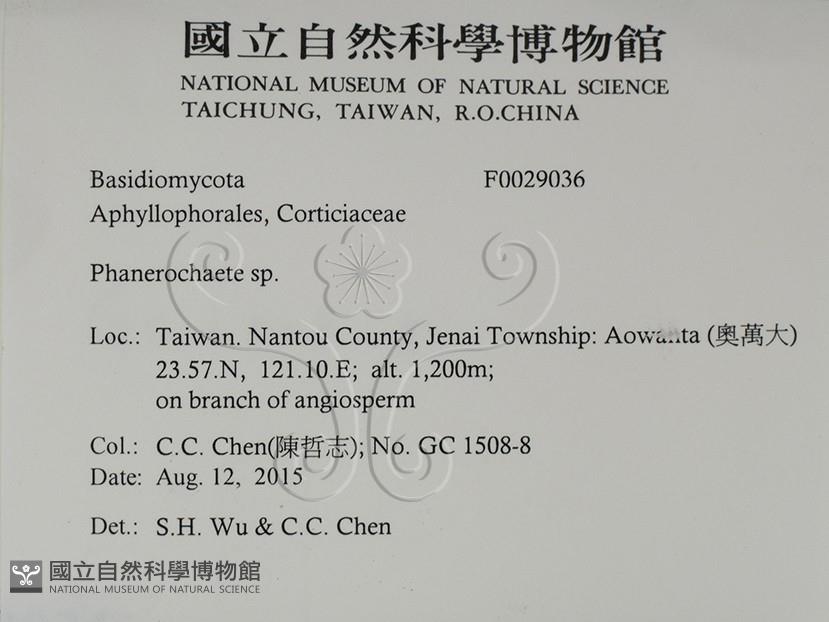 國立自然科學博物館
NATIONAL MUSEUM OF NATURAL SCIENCE
TAICHUNG, TAIWAN, R.O.CHINA
Basidiomycota F0029036
Aphyllophorales, Corticiaceae
Phanerochaete sp.
Loc.: Taiwan. Nantou County, Jenai Township: (奧萬大)
23.57.N, 121.10.E; alt. 1,200m;
on branch of angiosperm
Col.: C.C. Chen(陳哲志); No. GC 1508-8
Date: Aug. 12, 2015
Det.: S.H. Wu & C.C. Chen
國立自然科學博物館
NATIONAL MUSEUM OF NATURAL SCIENCE